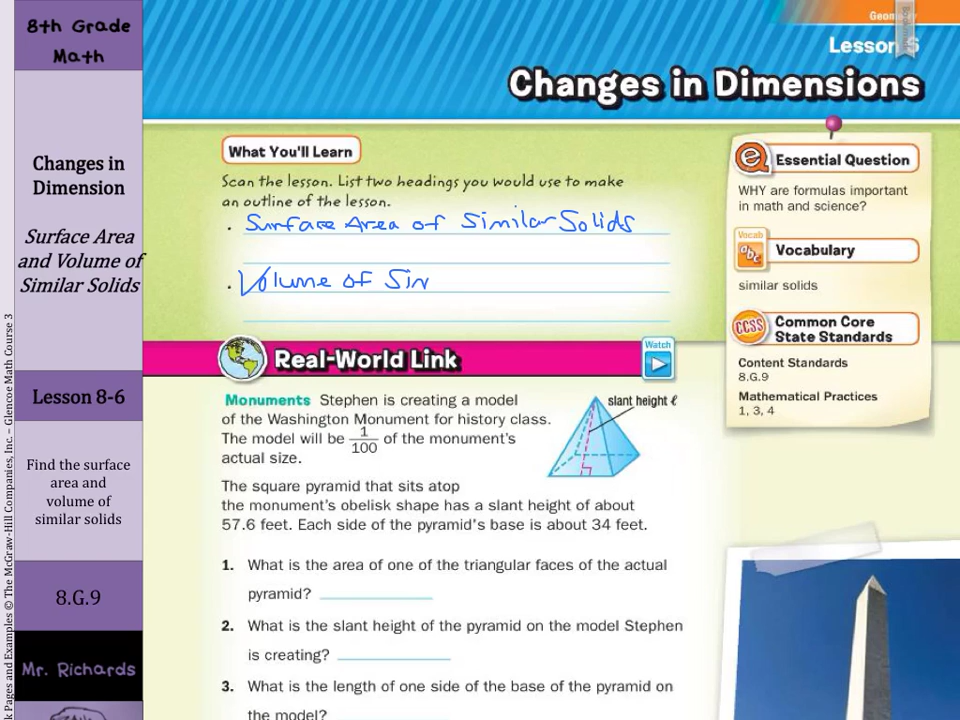 8th Grade
Math
Changes in
Dimension
Surface Area
and Volume of
Similar Solids
Lesson 8-6
Find the surface
area and
volume of
similar solids
8.G.9
Mr. Richards
k Pages and Examples © The McGraw-Hill Companies, Inc. – Glencoe Math Course 3
Geometry
Lesson 6
Changes in Dimensions
What You'll Learn
Scan the lesson. List two headings you would use to make
an outline of the lesson.
. Surface Area of Similar Solids
. Volume of Sim
Real-World Link
Watch
Monuments Stephen is creating a model
of the Washington Monument for history class.
The model will be 1/100 of the monument's
actual size.
slant height ℓ
The square pyramid that sits atop
the monument's obelisk shape has a slant height of about
57.6 feet. Each side of the pyramid's base is about 34 feet.
1. What is the area of one of the triangular faces of the actual
pyramid?
2. What is the slant height of the pyramid on the model Stephen
is creating?
3. What is the length of one side of the base of the pyramid on
the model?
e Essential Question
WHY are formulas important
in math and science?
Vocab
abc Vocabulary
similar solids
CCSS Common Core
State Standards
Content Standards
8.G.9
Mathematical Practices
1, 3, 4